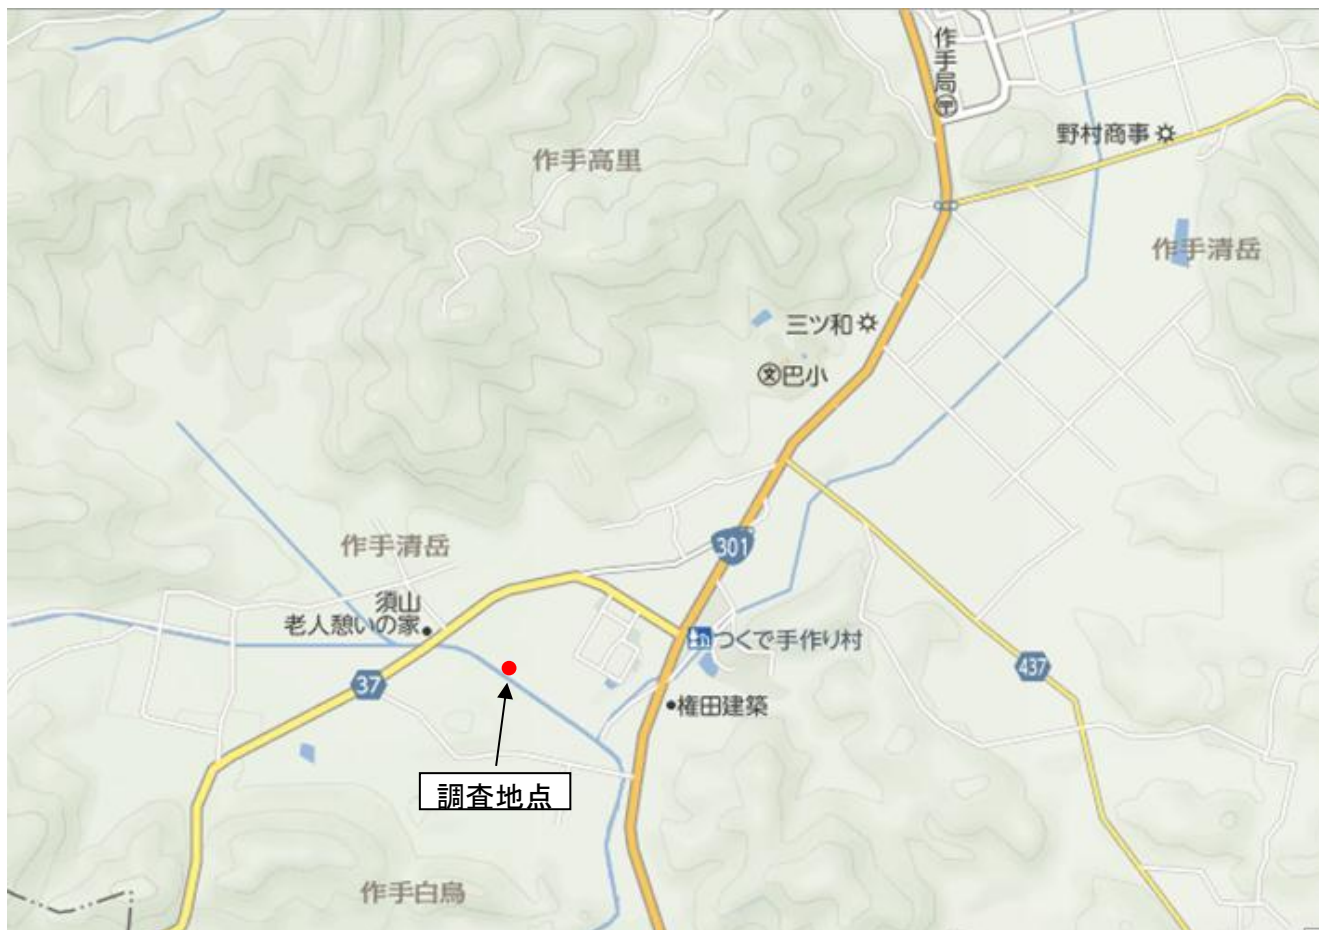 作手局
野村商事
作手高里
作手清岳
三ツ和
文巴小
301
作手清岳
須山
老人憩いの家
つくで手作り村
437
37
権田建築
調査地点
作手白鳥